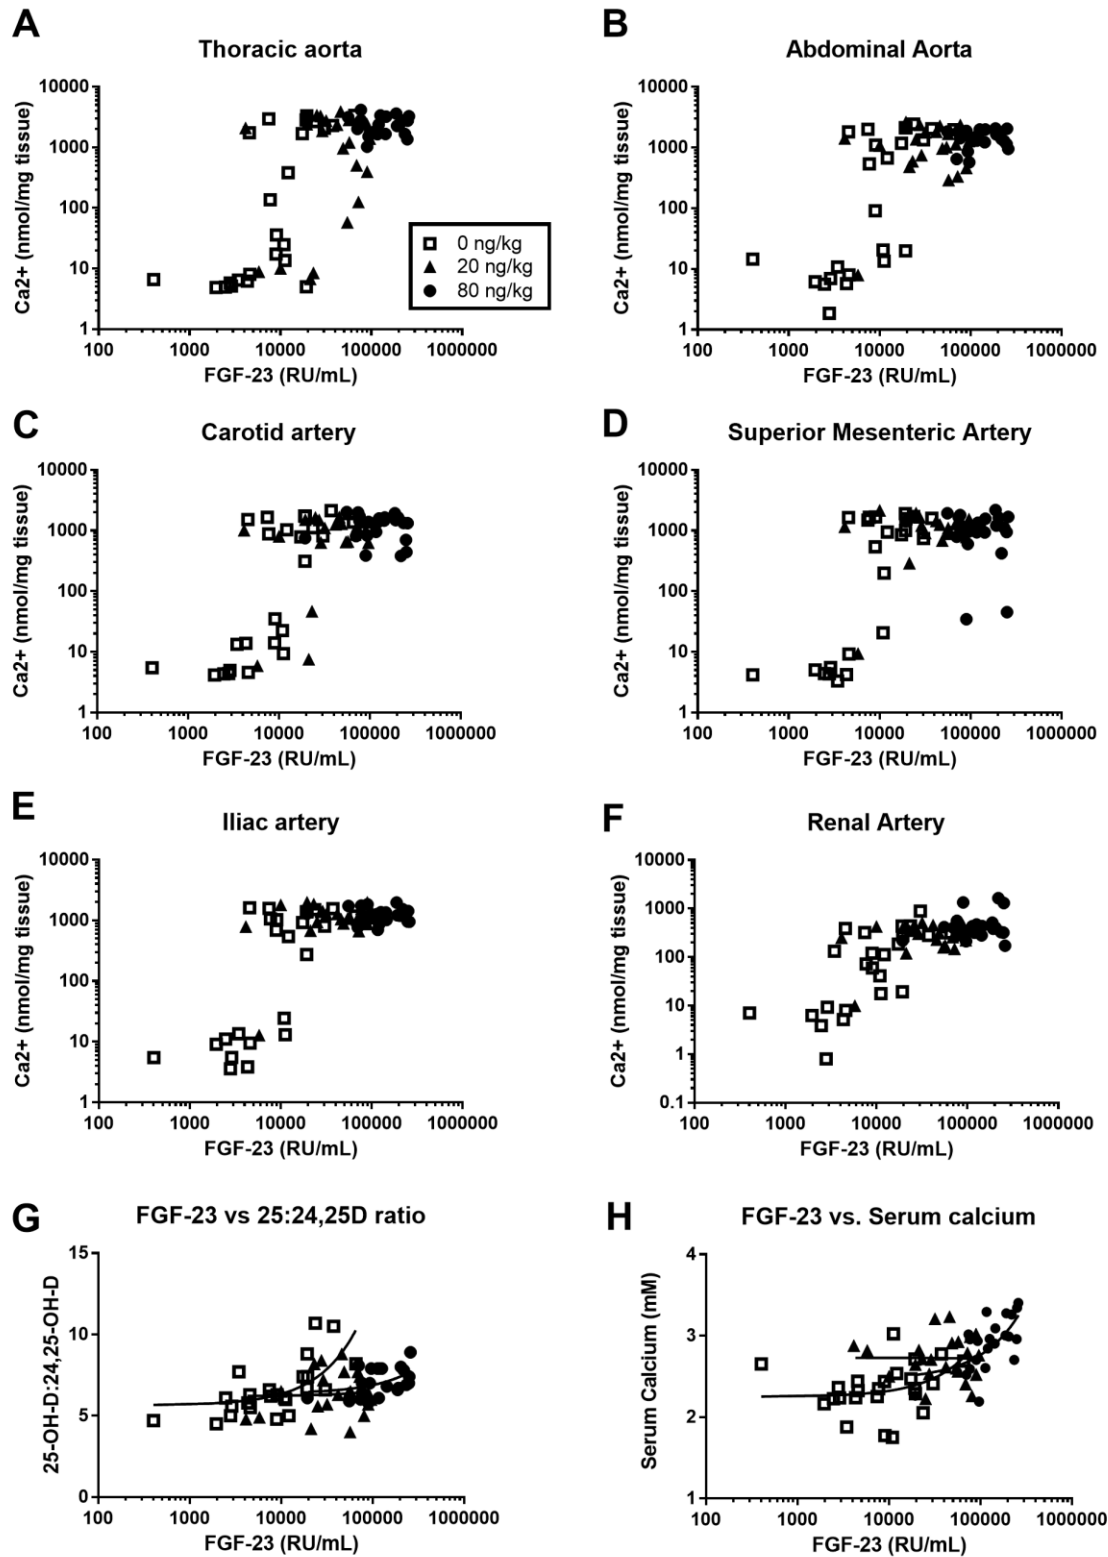 A
Thoracic aorta
Ca2+ (nmol/mg tissue)
10000
1000
100
10
1
100 1000 10000 100000 1000000
FGF-23 (RU/mL)
0 ng/kg
20 ng/kg
80 ng/kg
B
Abdominal Aorta
Ca2+ (nmol/mg tissue)
10000
1000
100
10
1
100 1000 10000 100000 1000000
FGF-23 (RU/mL)
C
Carotid artery
Ca2+ (nmol/mg tissue)
10000
1000
100
10
1
100 1000 10000 100000 1000000
FGF-23 (RU/mL)
D
Superior Mesenteric Artery
Ca2+ (nmol/mg tissue)
10000
1000
100
10
1
100 1000 10000 100000 1000000
FGF-23 (RU/mL)
E
Iliac artery
Ca2+ (nmol/mg tissue)
10000
1000
100
10
1
100 1000 10000 100000 1000000
FGF-23 (RU/mL)
F
Renal Artery
Ca2+ (nmol/mg tissue)
10000
1000
100
10
1
0.1
100 1000 10000 100000 1000000
FGF-23 (RU/mL)
G
FGF-23 vs 25:24,25D ratio
25-OH-D:24,25-OH-D
15
10
5
0
100 1000 10000 100000 1000000
FGF-23 (RU/mL)
H
FGF-23 vs. Serum calcium
Serum Calcium (mM)
4
3
2
1
100 1000 10000 100000 1000000
FGF-23 (RU/mL)